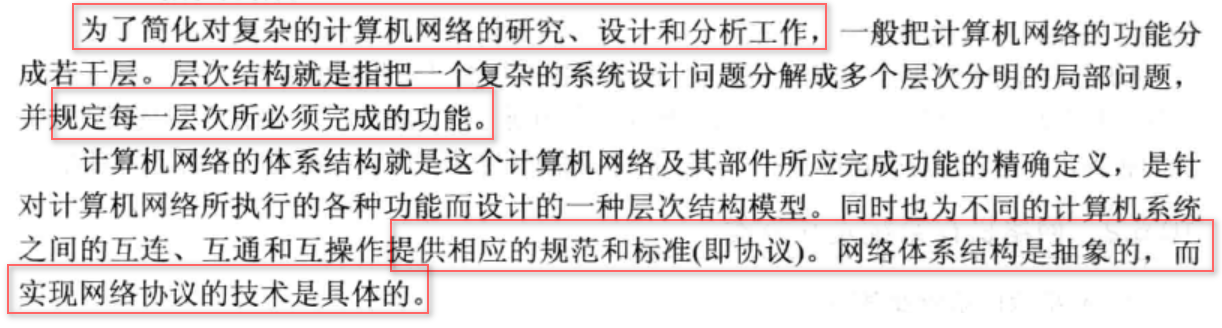 为了简化对复杂的计算机网络的研究、设计和分析工作，一般把计算机网络的功能分
成若干层。层次结构就是指把一个复杂的系统设计问题分解成多个层次分明的局部问题，
并规定每一层次所必须完成的功能。
计算机网络的体系结构就是这个计算机网络及其部件所应完成功能的精确定义，是针
对计算机网络所执行的各种功能而设计的一种层次结构模型。同时也为不同的计算机系统
之间的互连、互通和互操作提供相应的规范和标准(即协议)。网络体系结构是抽象的，而
实现网络协议的技术是具体的。